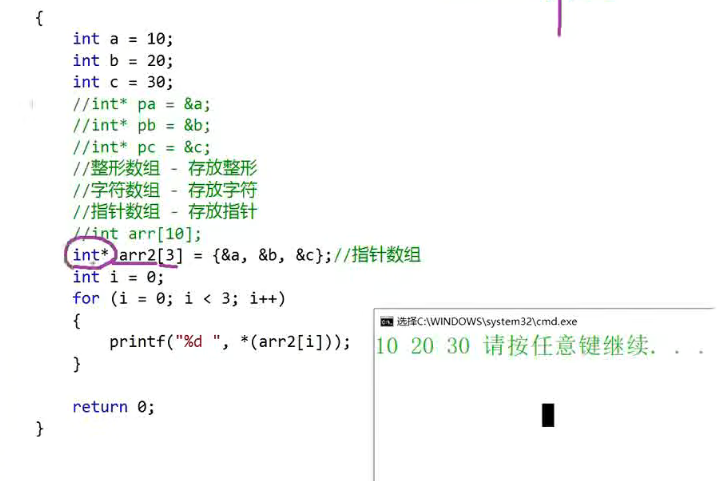 {
int a = 10;
int b = 20;
int c = 30;
//int* pa = &a;
//int* pb = &b;
//int* pc = &c;
//整形数组 - 存放整形
//字符数组 - 存放字符
//指针数组 - 存放指针
//int arr[10];
int* arr2[3] = {&a, &b, &c};//指针数组
int i = 0;
for (i = 0; i < 3; i++)
{
printf("%d ", *(arr2[i]));
}
return 0;
}
选择C:\WINDOWS\system32\cmd.exe
10 20 30 请按任意键继续. . .